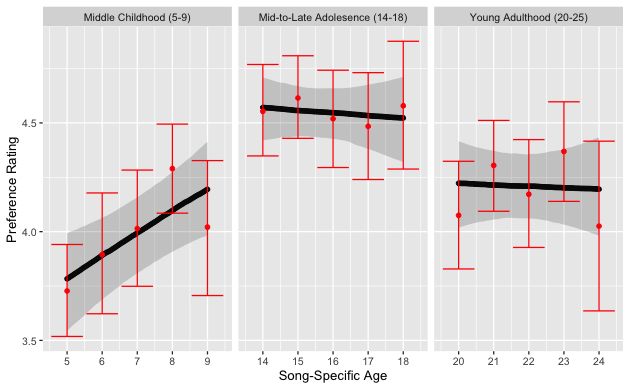 Middle Childhood (5-9) Mid-to-Late Adolesence (14-18) Young Adulthood (20-25)
Preference Rating
4.5
4.0
3.5
5 6 7 8 9 14 15 16 17 18 20 21 22 23 24
Song-Specific Age